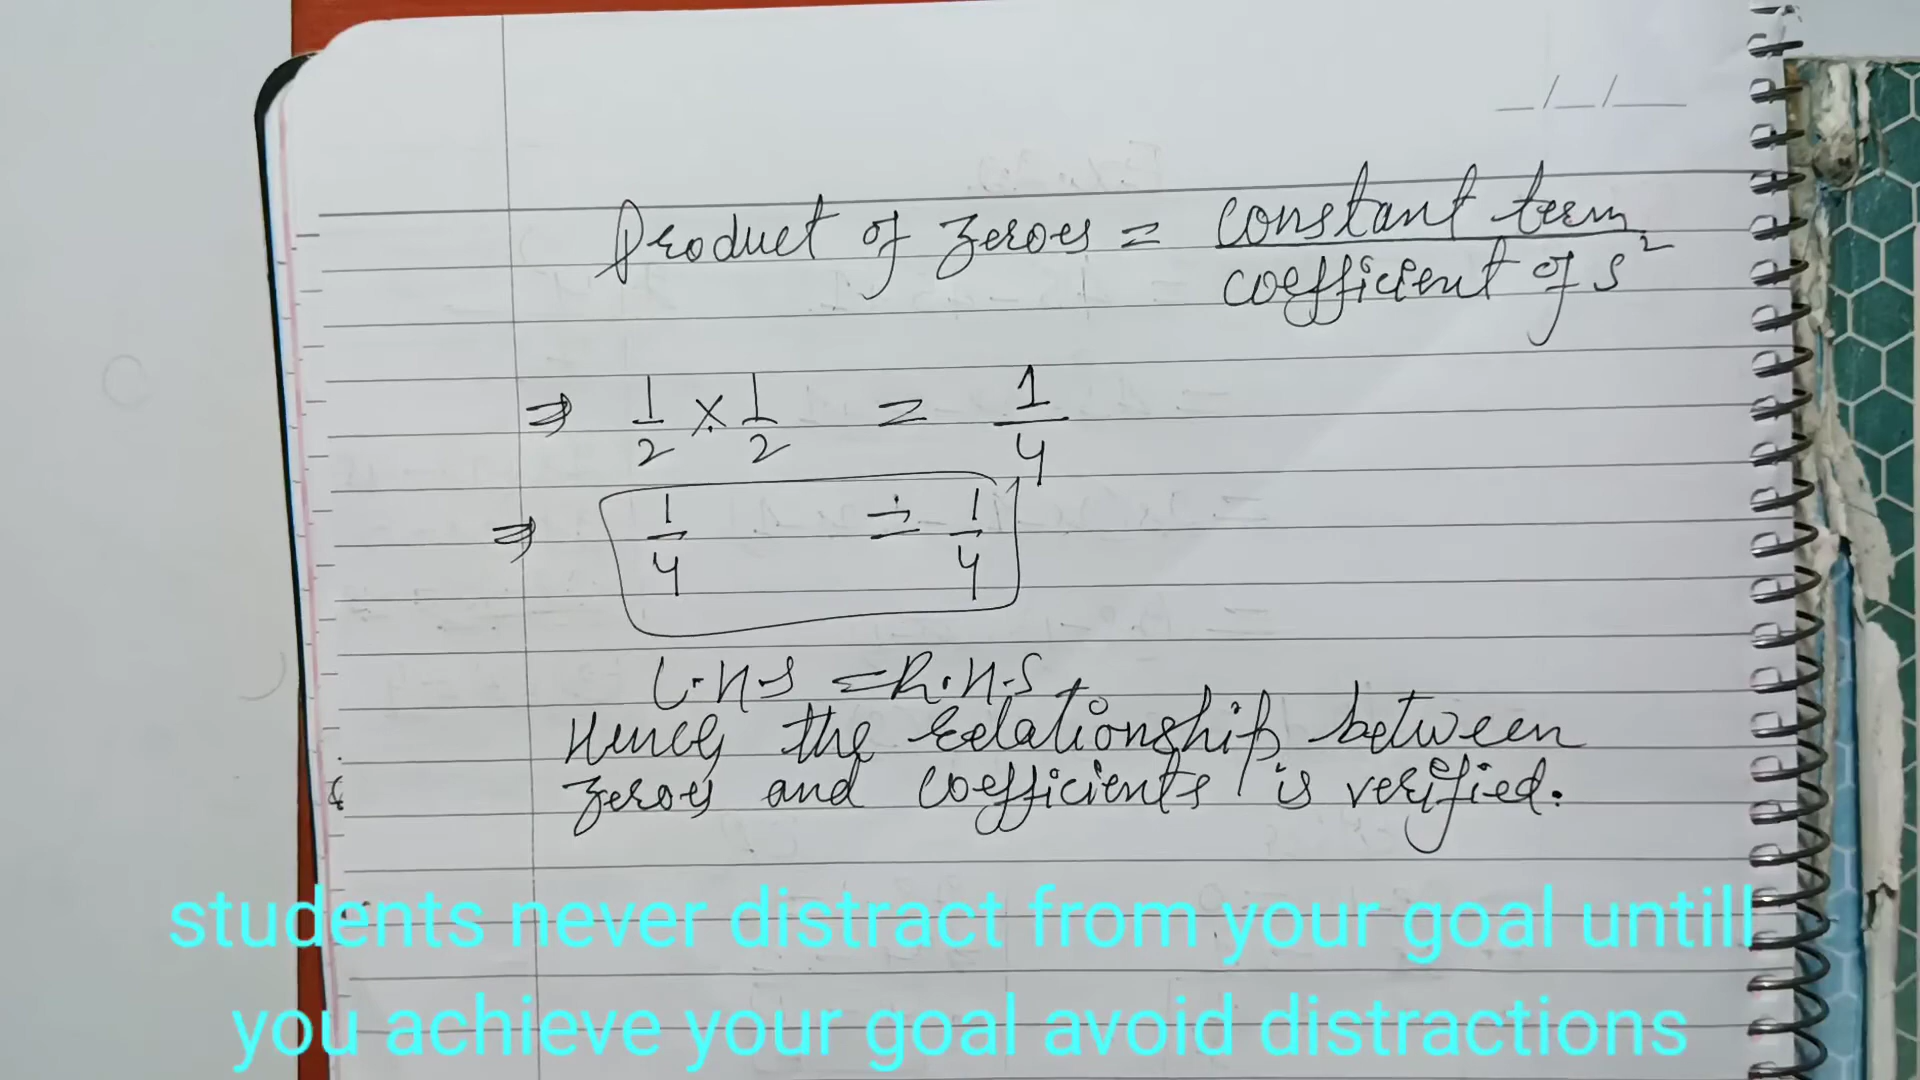 __/__/____
Product of zeroes = constant term / coefficient of s²
⇒ 1/2 × 1/2 = 1/4
⇒ 1/4 = 1/4
L.H.S = R.H.S
Hence the relationship between
zeroes and coefficients is verified.
students never distract from your goal untill
you achieve your goal avoid distractions